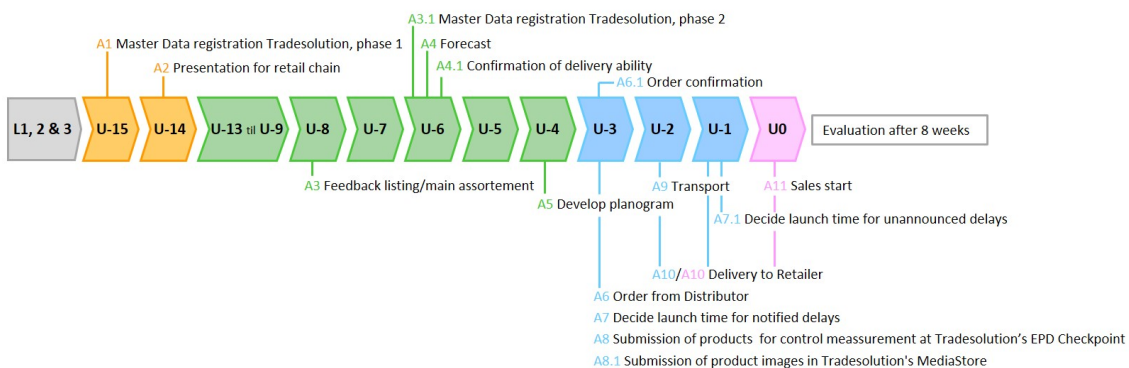 A3.1 Master Data registration Tradesolution, phase 2
A1 Master Data registration Tradesolution, phase 1
A4 Forecast
A2 Presentation for retail chain
A4.1 Confirmation of delivery ability
A6.1 Order confirmation
L1, 2 & 3
U-15
U-14
U-13 til U-9
U-8
U-7
U-6
U-5
U-4
U-3
U-2
U-1
U0
Evaluation after 8 weeks
A3 Feedback listing/main assortement
A9 Transport
A11 Sales start
A5 Develop planogram
A7.1 Decide launch time for unannounced delays
A10/A10 Delivery to Retailer
A6 Order from Distributor
A7 Decide launch time for notified delays
A8 Submission of products for control meassurement at Tradesolution’s EPD Checkpoint
A8.1 Submission of product images in Tradesolution's MediaStore